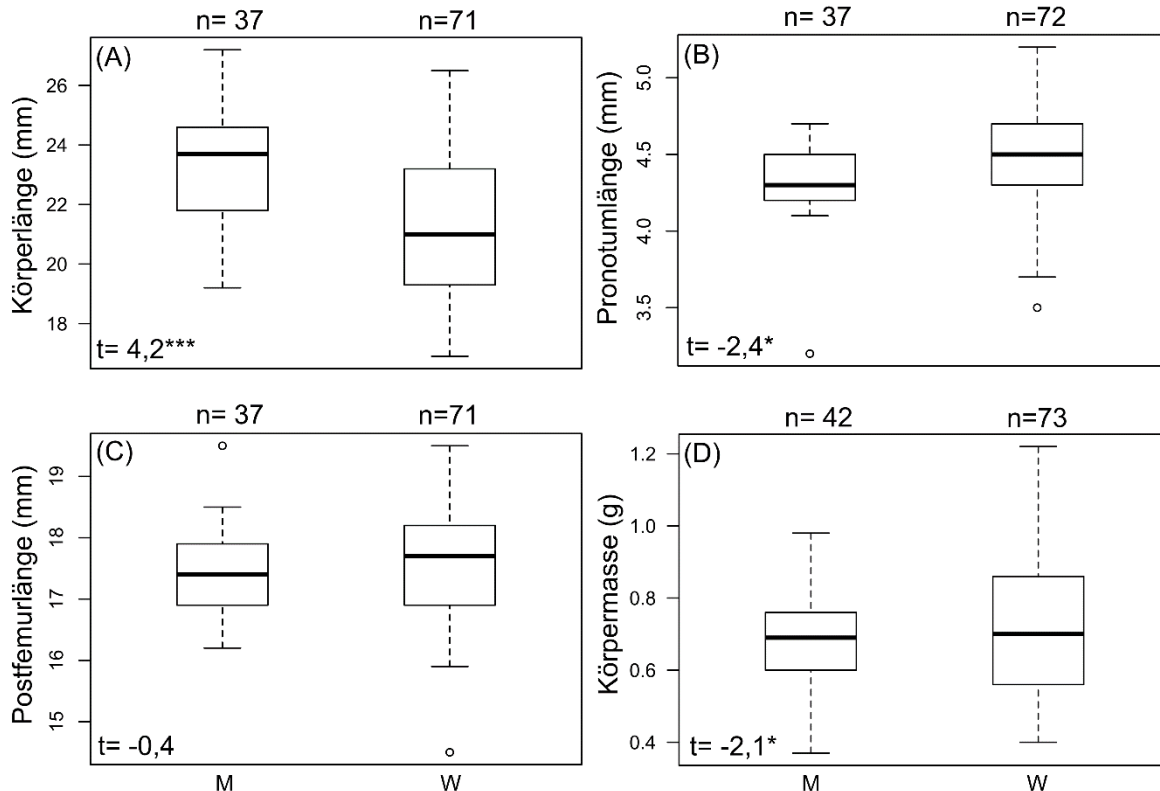 n= 37 n=71
(A)
Körperlänge (mm)
26
24
22
20
18
t= 4,2***
n= 37 n=72
(B)
Pronotumlänge (mm)
5.0
4.5
4.0
3.5
t= -2,4*
n= 37 n=71
(C)
Postfemurlänge (mm)
19
18
17
16
15
t= -0,4
M W
n= 42 n=73
(D)
Körpermasse (g)
1.2
1.0
0.8
0.6
0.4
t= -2,1*
M W